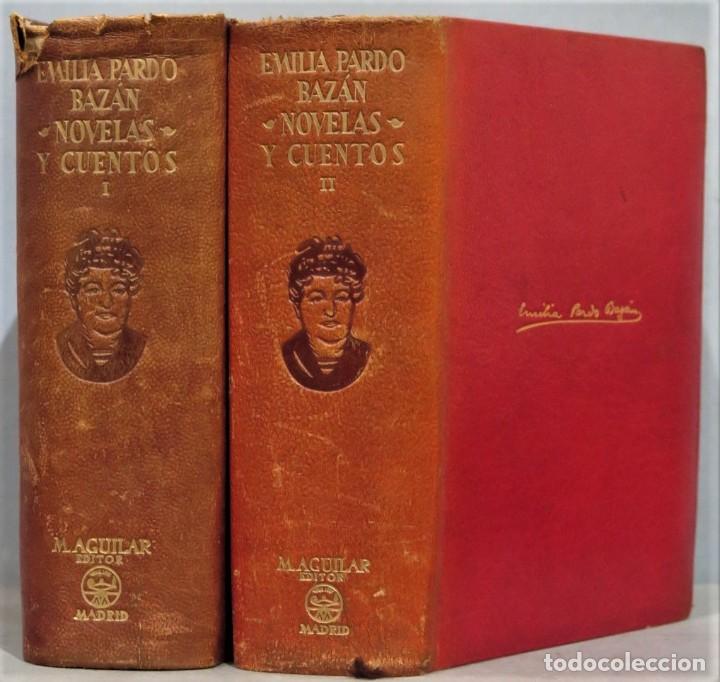 EMILIA PARDO
BAZÁN
NOVELAS
Y CUENTOS
I
M. AGUILAR
EDITOR
MADRID
EMILIA PARDO
BAZÁN
NOVELAS
Y CUENTOS
II
M. AGUILAR
EDITOR
MADRID
Emilia Pardo Bazán
todocoleccion